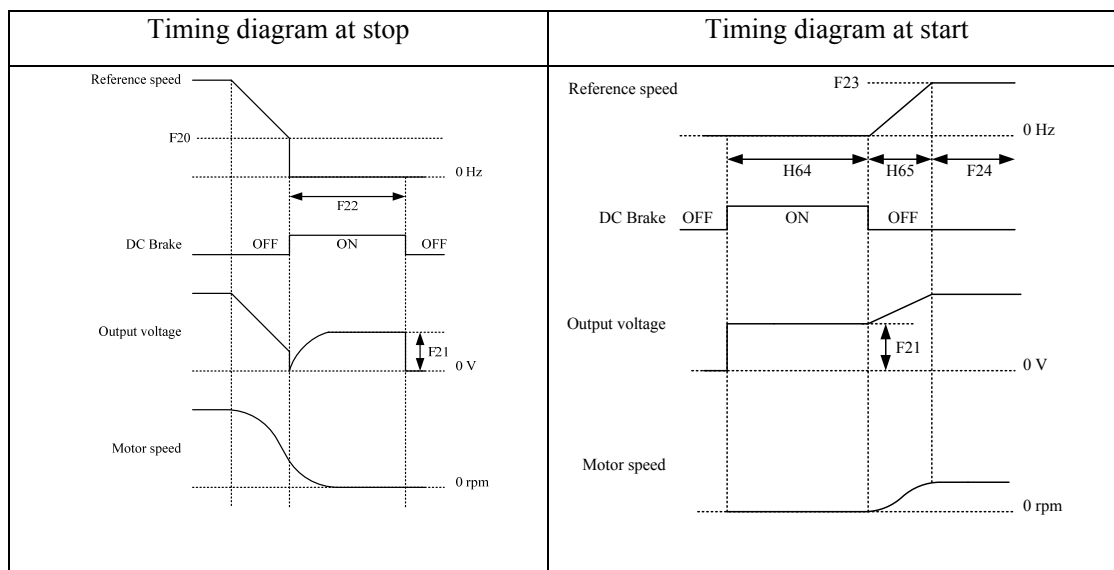 Timing diagram at stop
Timing diagram at start
Reference speed
F20
0 Hz
F22
DC Brake
OFF
ON
OFF
Output voltage
F21
0 V
Motor speed
0 rpm
Reference speed
F23
0 Hz
H64
H65
F24
DC Brake
OFF
ON
OFF
Output voltage
F21
0 V
Motor speed
0 rpm